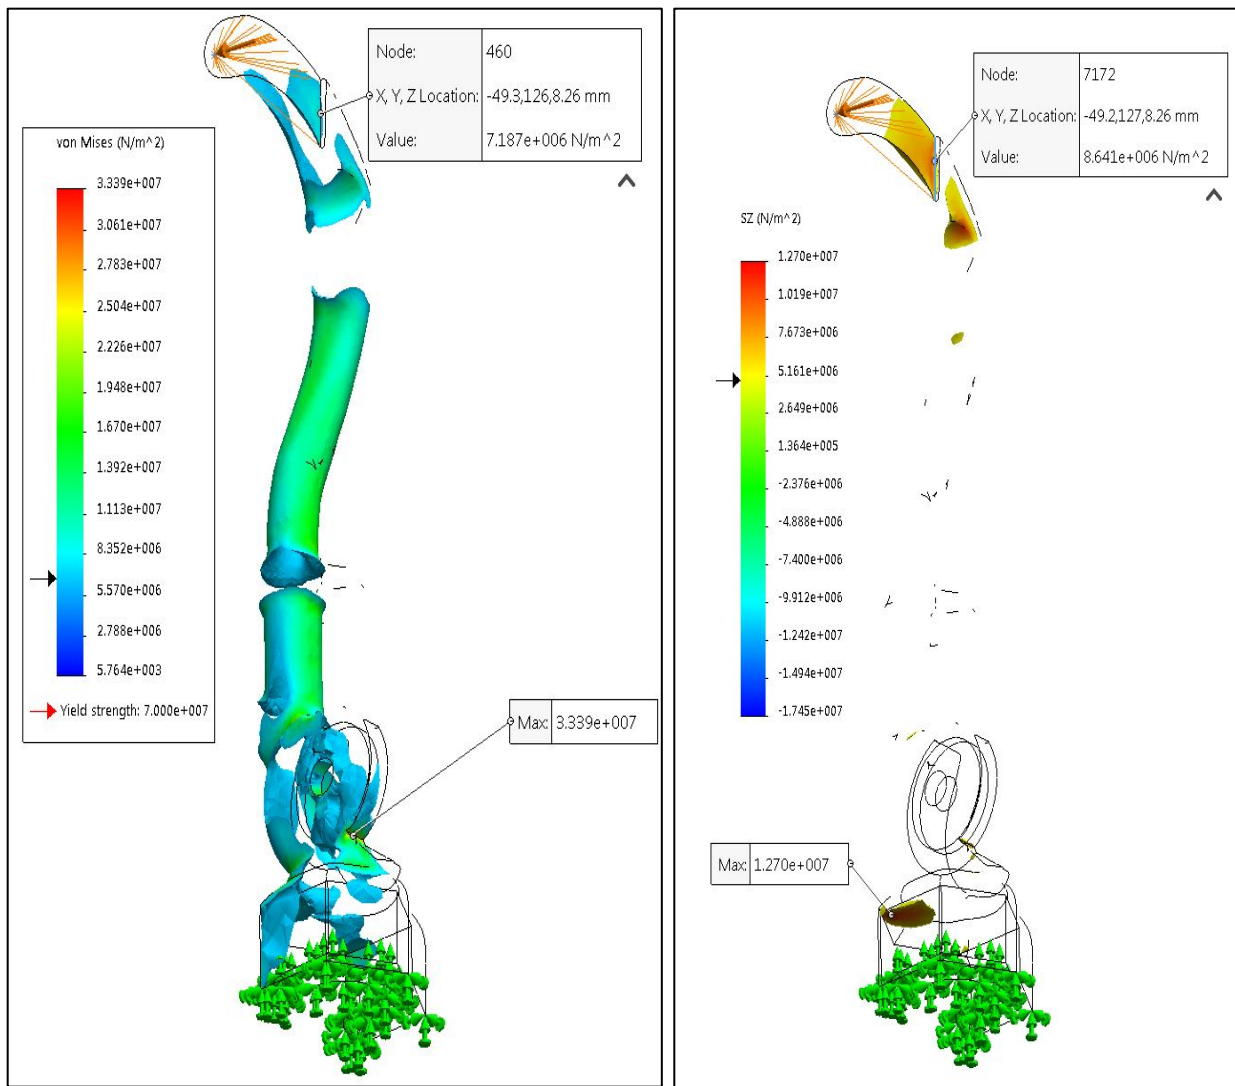 Node: 460
X, Y, Z Location: -49.3,126,8.26 mm
Value: 7.187e+006 N/m^2
von Mises (N/m^2)
3.339e+007
3.061e+007
2.783e+007
2.504e+007
2.226e+007
1.948e+007
1.670e+007
1.392e+007
1.113e+007
8.352e+006
5.570e+006
2.788e+006
5.764e+003
Yield strength: 7.000e+007
Max: 3.339e+007
Node: 7172
X, Y, Z Location: -49.2,127,8.26 mm
Value: 8.641e+006 N/m^2
SZ (N/m^2)
1.270e+007
1.019e+007
7.673e+006
5.161e+006
2.649e+006
1.364e+005
-2.376e+006
-4.888e+006
-7.400e+006
-9.912e+006
-1.242e+007
-1.494e+007
-1.745e+007
Max: 1.270e+007